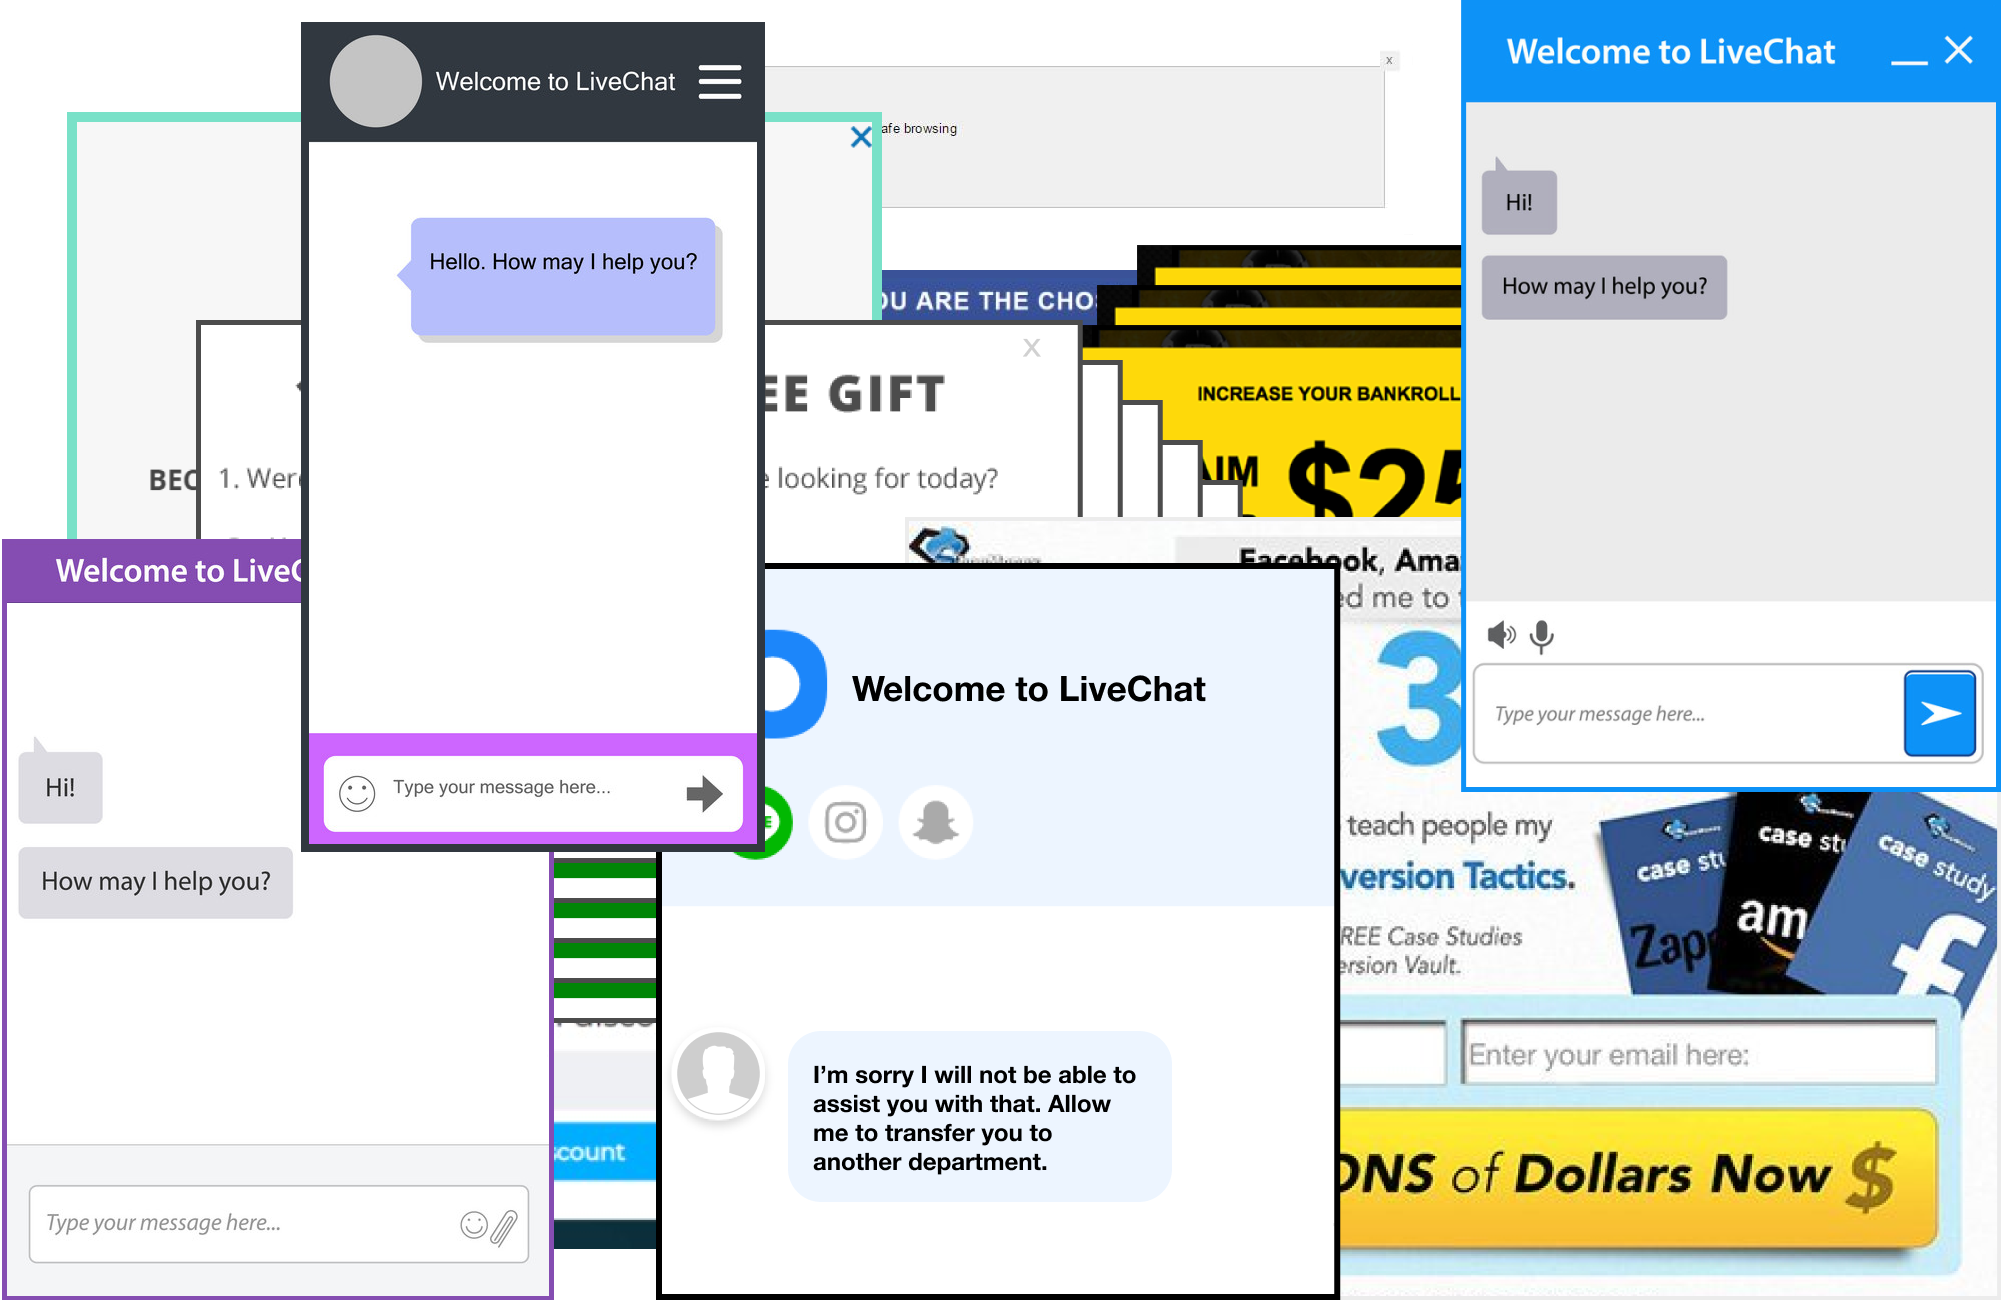 Welcome to LiveChat
Hello. How may I help you?
Type your message here...
x
afe browsing
OU ARE THE CHO
X
EE GIFT
BEC
1. Were
looking for today?
INCREASE YOUR BANKROLL
AIM $25
Welcome to LiveChat
Hi!
How may I help you?
Type your message here...
Facebook, Ama
ed me to
3
teach people my
version Tactics.
REE Case Studies
ersion Vault.
case stu
Zapp
case stu
am
case study
f
Enter your email here:
ONS of Dollars Now $
Welcome to LiveC
Hi!
How may I help you?
Type your message here...
count
Welcome to LiveChat
E
I'm sorry I will not be able to
assist you with that. Allow
me to transfer you to
another department.